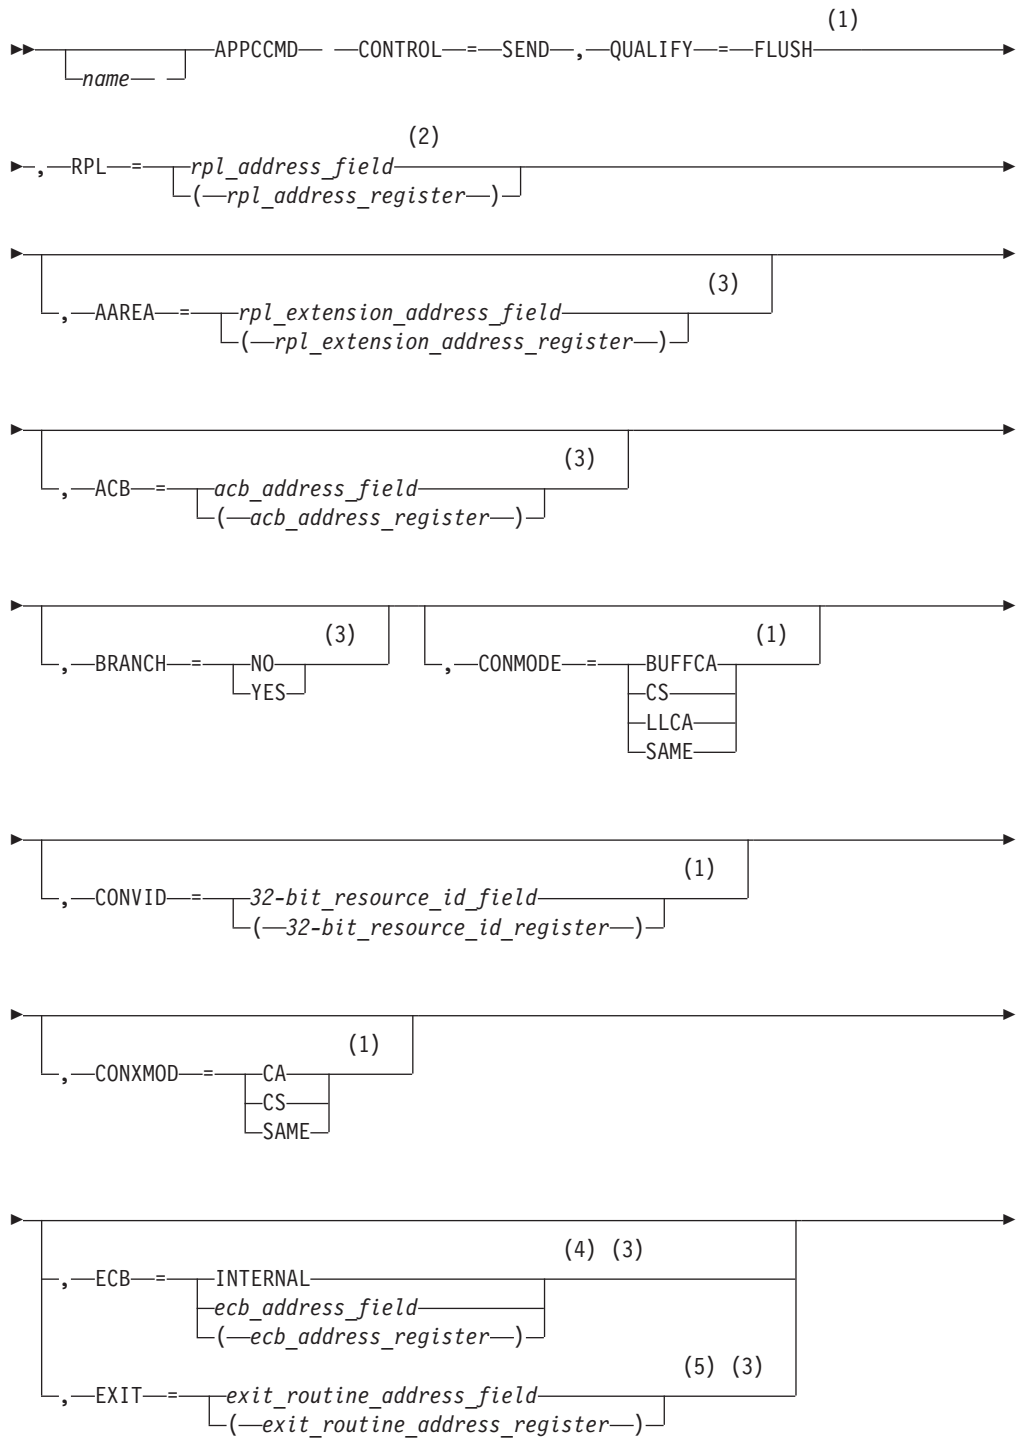 (1)
APPCCMD CONTROL = SEND , QUALIFY = FLUSH
name
(2)
, RPL = rpl_address_field
( rpl_address_register )
(3)
, AAREA = rpl_extension_address_field
( rpl_extension_address_register )
(3)
, ACB = acb_address_field
( acb_address_register )
(3) (1)
, BRANCH = NO , CONMODE = BUFFCA
YES CS
LLCA
SAME
(1)
, CONVID = 32-bit_resource_id_field
( 32-bit_resource_id_register )
(1)
, CONXMOD = CA
CS
SAME
(4) (3)
, ECB = INTERNAL
ecb_address_field
( ecb_address_register )
(5) (3)
, EXIT = exit_routine_address_field
( exit_routine_address_register )